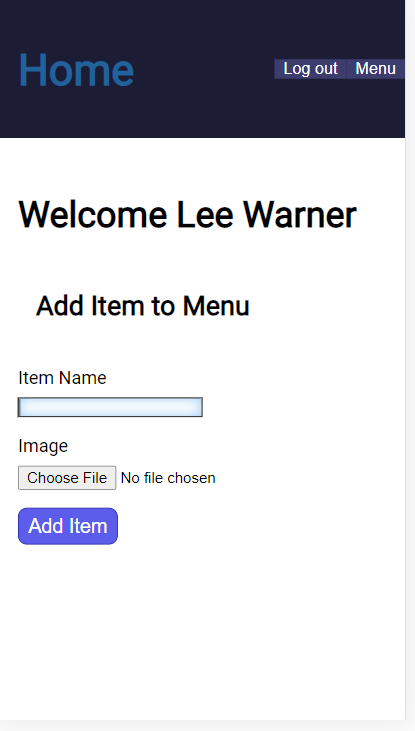 Home
Log out Menu
Welcome Lee Warner
Add Item to Menu
Item Name
Image
Choose File No file chosen
Add Item